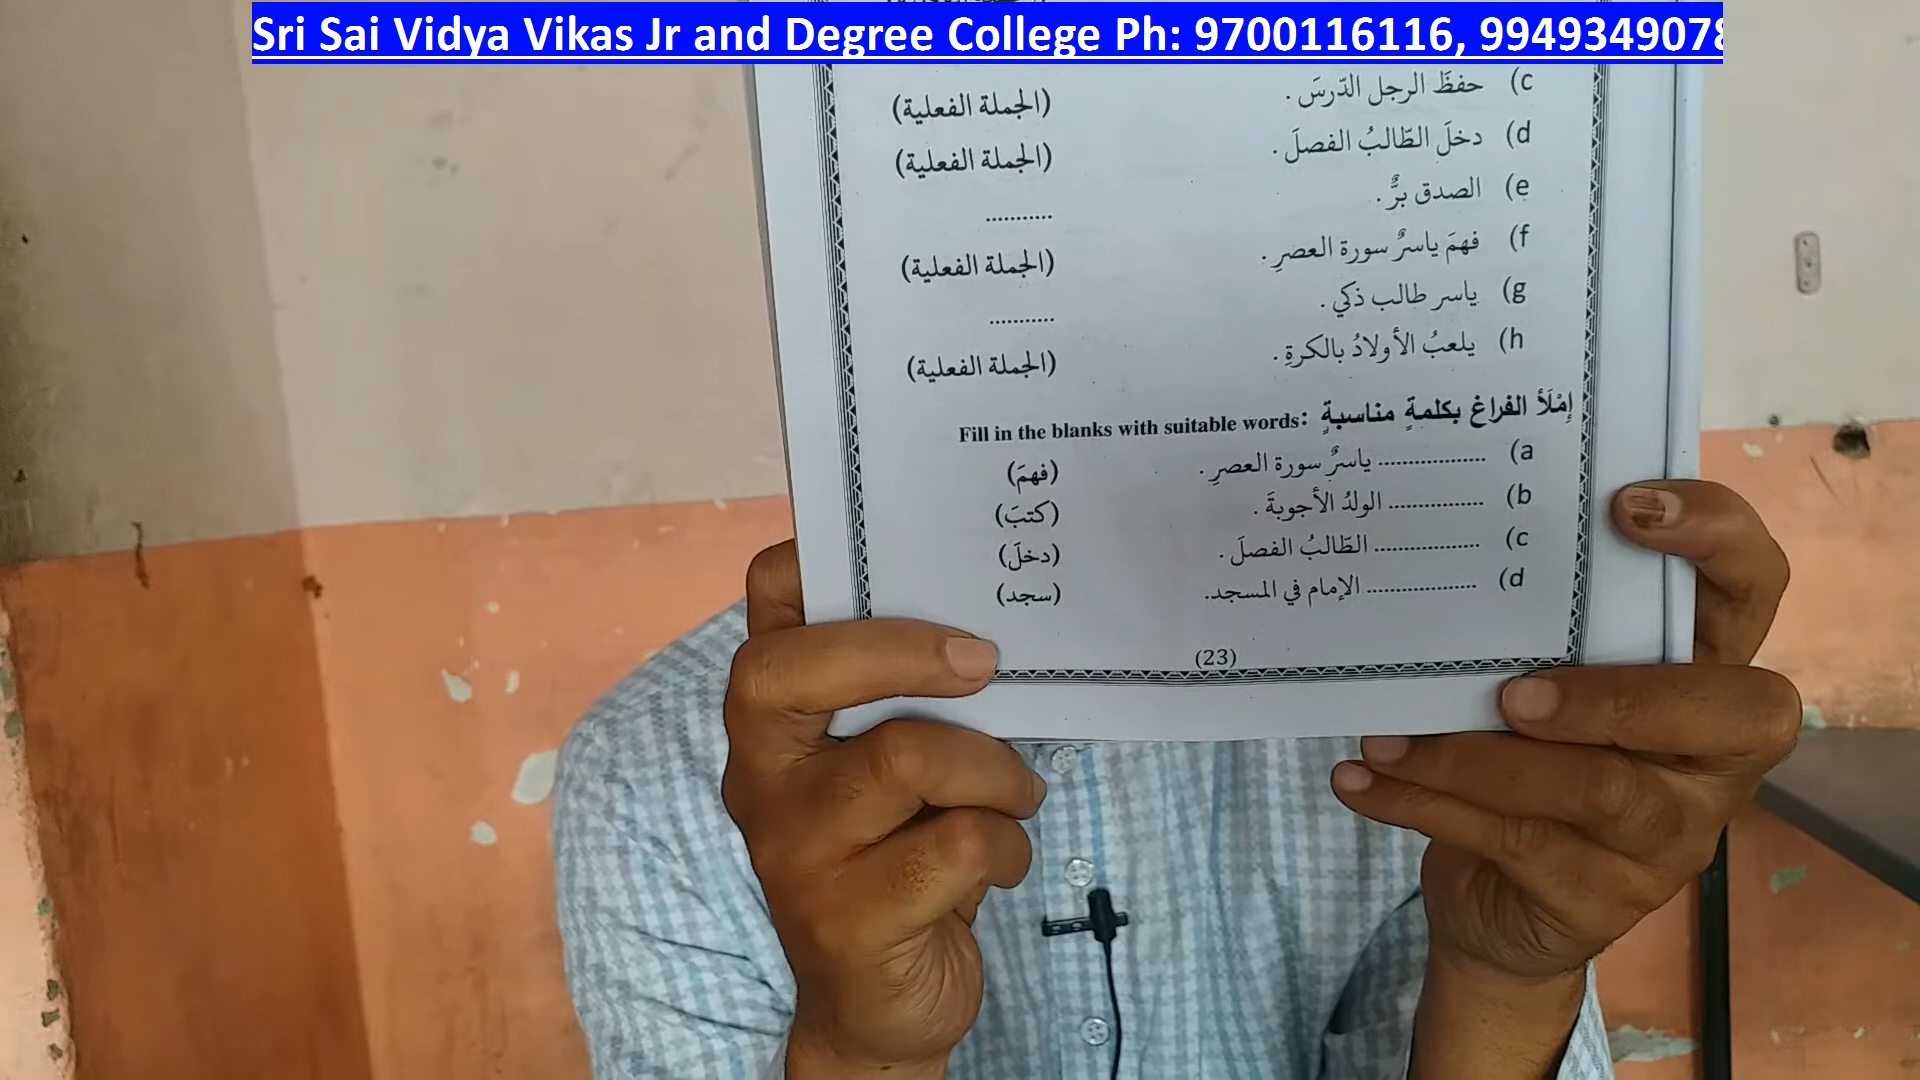 Sri Sai Vidya Vikas Jr and Degree College Ph: 9700116116, 9949349078
(c حفظَ الرجل الدّرسَ . (الجملة الفعلية)
(d دخلَ الطّالبُ الفصلَ . (الجملة الفعلية)
(e الصدق برٌّ . ...........
(f فهمَ ياسرٌ سورة العصرِ . (الجملة الفعلية)
(g ياسر طالب ذكي . ...........
(h يلعبُ الأولادُ بالكرةِ . (الجملة الفعلية)
إِمْلَأ الفراغ بكلمةٍ مناسبةٍ : Fill in the blanks with suitable words
(a .................. ياسرٌ سورة العصرِ . (فهمَ)
(b ................ الولدُ الأجوبةَ . (كتبَ)
(c .................. الطّالبُ الفصلَ . (دخلَ)
(d ................... الإمام في المسجد. (سجد)
(23)